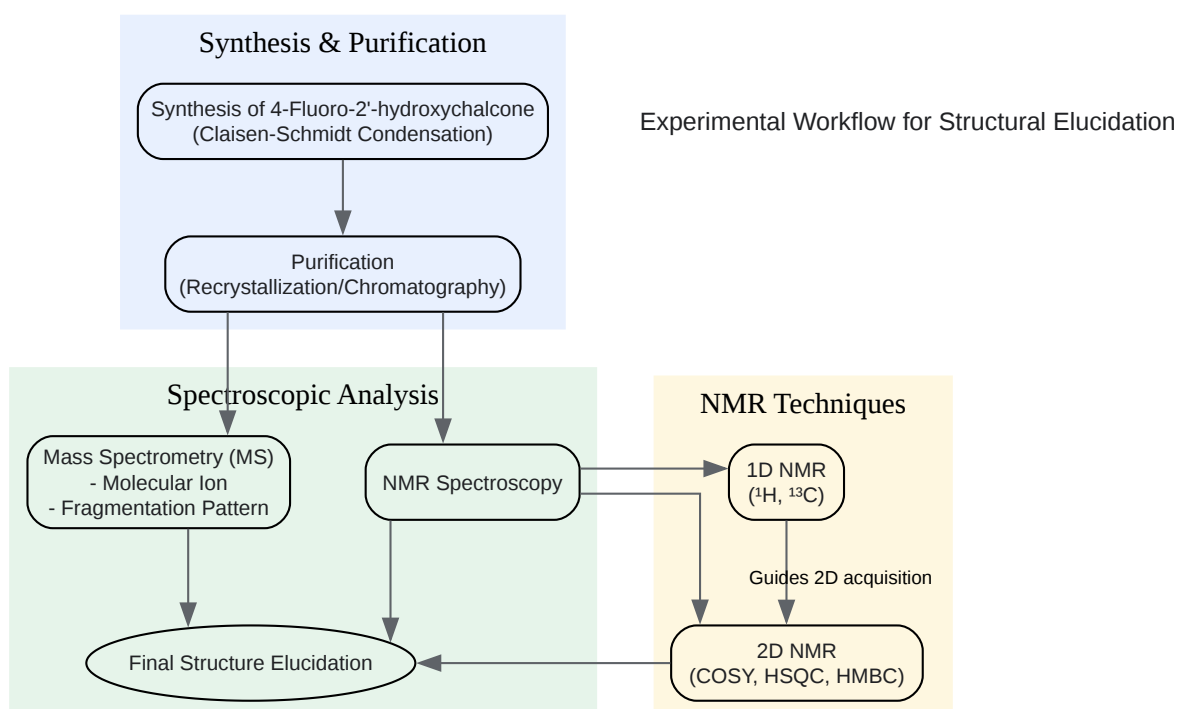 Synthesis & Purification
Synthesis of 4-Fluoro-2'-hydroxychalcone
(Claisen-Schmidt Condensation)
Experimental Workflow for Structural Elucidation
Purification
(Recrystallization/Chromatography)
Spectroscopic Analysis
Mass Spectrometry (MS)
- Molecular Ion
- Fragmentation Pattern
NMR Spectroscopy
Final Structure Elucidation
NMR Techniques
1D NMR
(¹H, ¹³C)
Guides 2D acquisition
2D NMR
(COSY, HSQC, HMBC)